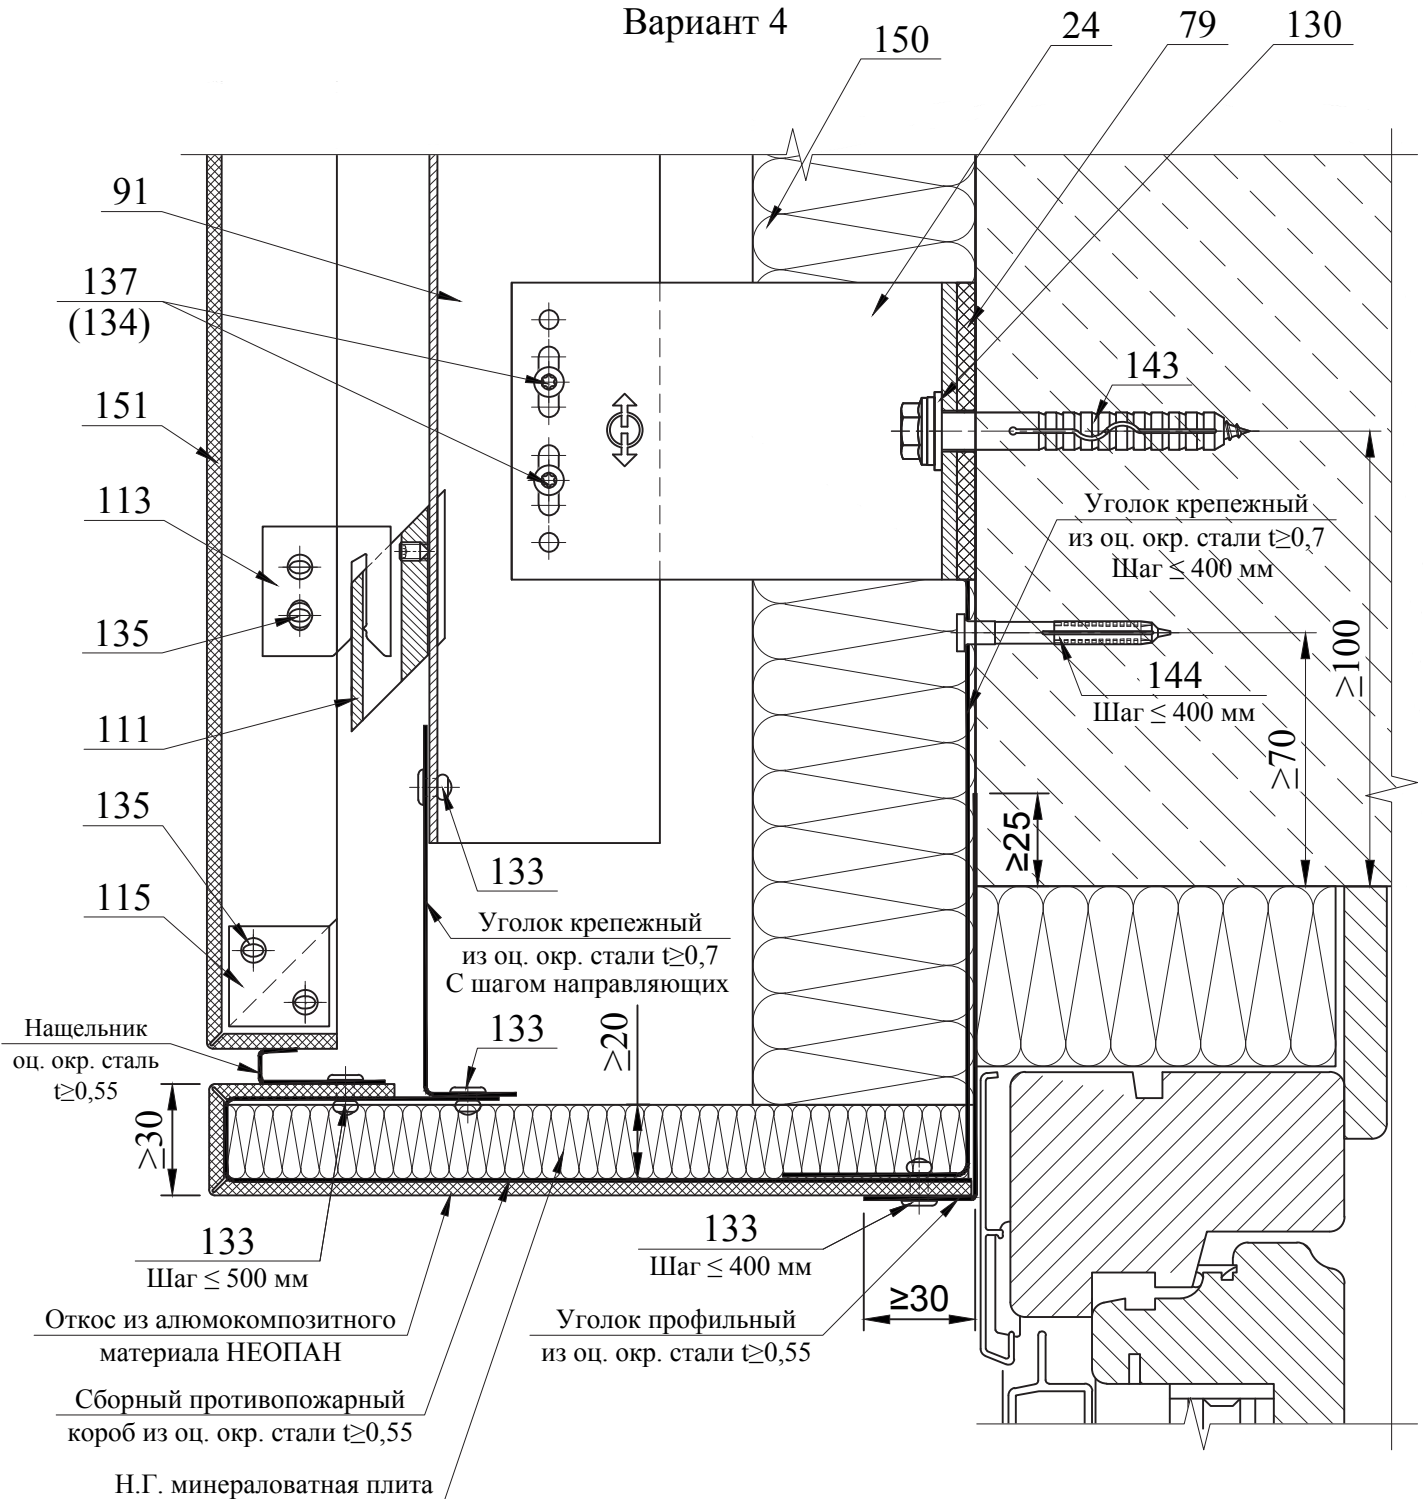 Вариант 4
150
24
79
130
91
137
(134)
151
143
113
Уголок крепежный
из оц. окр. стали t≥0,7
Шаг ≤ 400 мм
135
144
Шаг ≤ 400 мм
≥100
≥70
111
135
≥25
133
115
Уголок крепежный
из оц. окр. стали t≥0,7
С шагом направляющих
Нащельник
оц. окр. сталь
t≥0,55
133
≥20
≥30
133
Шаг ≤ 500 мм
133
Шаг ≤ 400 мм
≥30
Откос из алюмокомпозитного
материала НЕОПАН
Уголок профильный
из оц. окр. стали t≥0,55
Сборный противопожарный
короб из оц. окр. стали t≥0,55
Н.Г. минераловатная плита